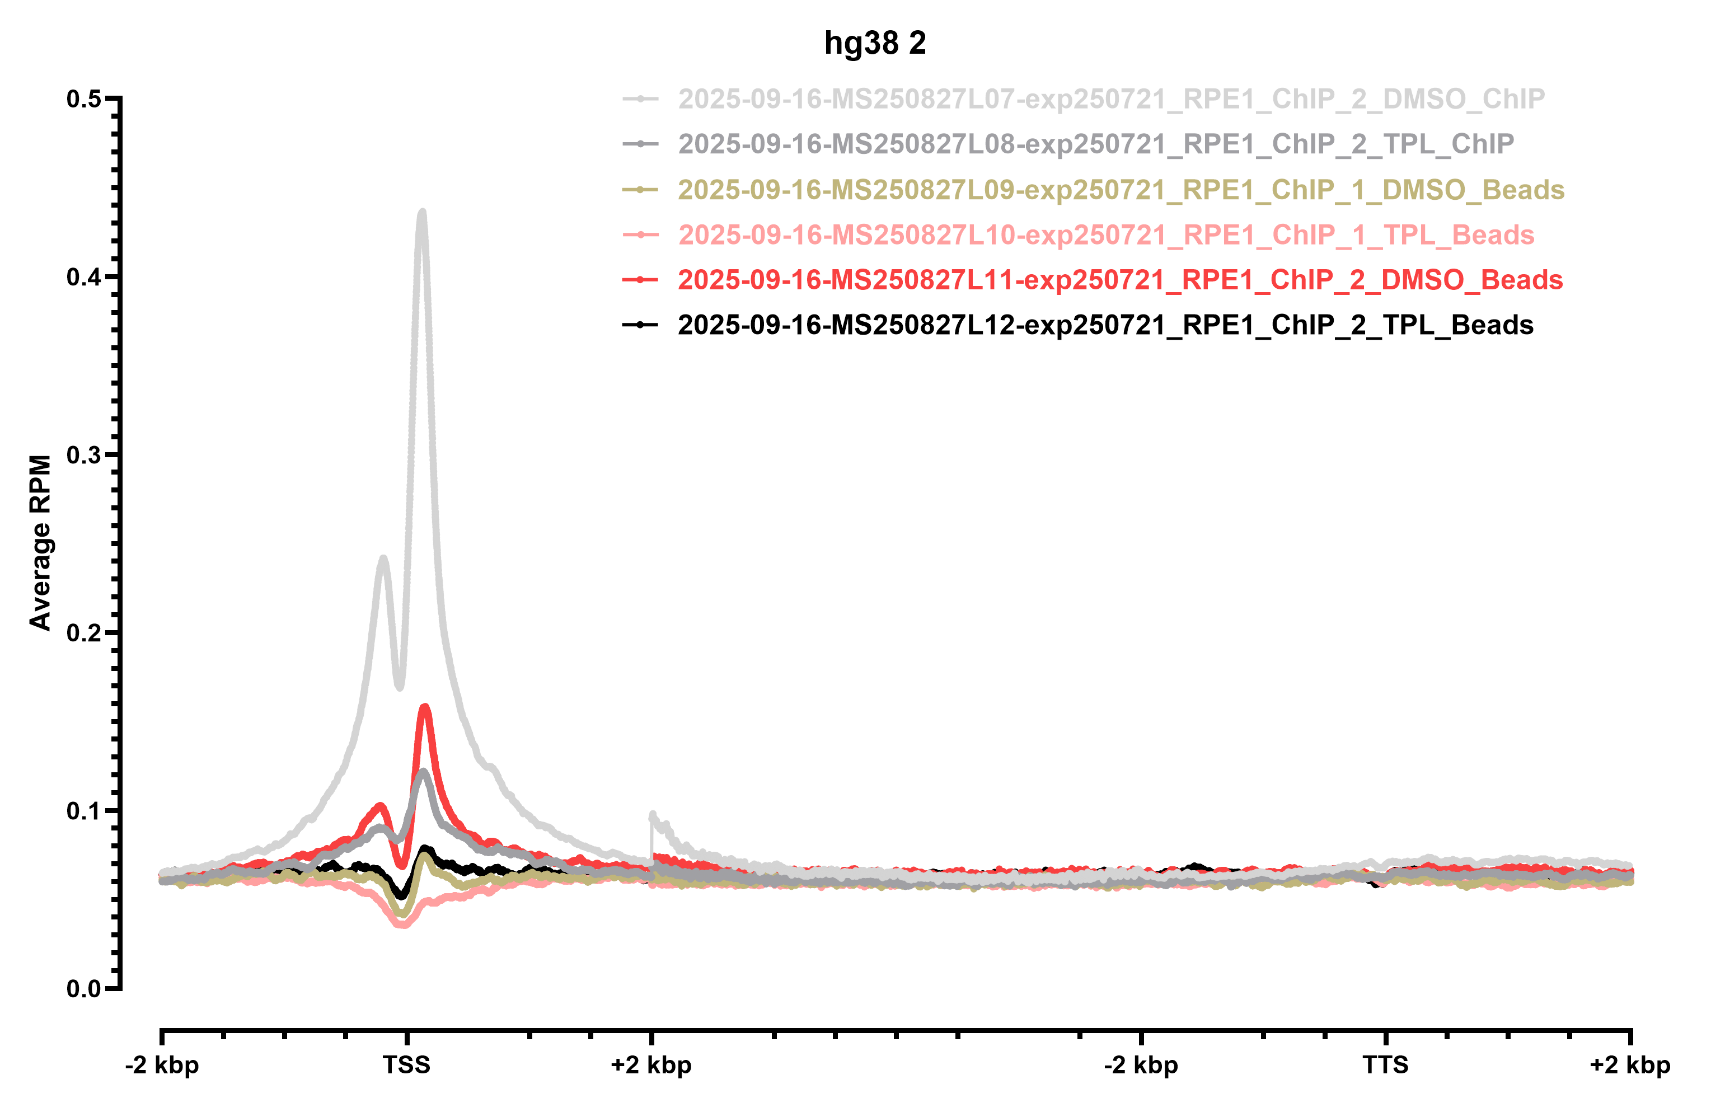 hg38 2
2025-09-16-MS250827L07-exp250721_RPE1_ChIP_2_DMSO_ChIP
2025-09-16-MS250827L08-exp250721_RPE1_ChIP_2_TPL_ChIP
2025-09-16-MS250827L09-exp250721_RPE1_ChIP_1_DMSO_Beads
2025-09-16-MS250827L10-exp250721_RPE1_ChIP_1_TPL_Beads
2025-09-16-MS250827L11-exp250721_RPE1_ChIP_2_DMSO_Beads
2025-09-16-MS250827L12-exp250721_RPE1_ChIP_2_TPL_Beads
Average RPM
0.5
0.4
0.3
0.2
0.1
0.0
-2 kbp TSS +2 kbp -2 kbp TTS +2 kbp